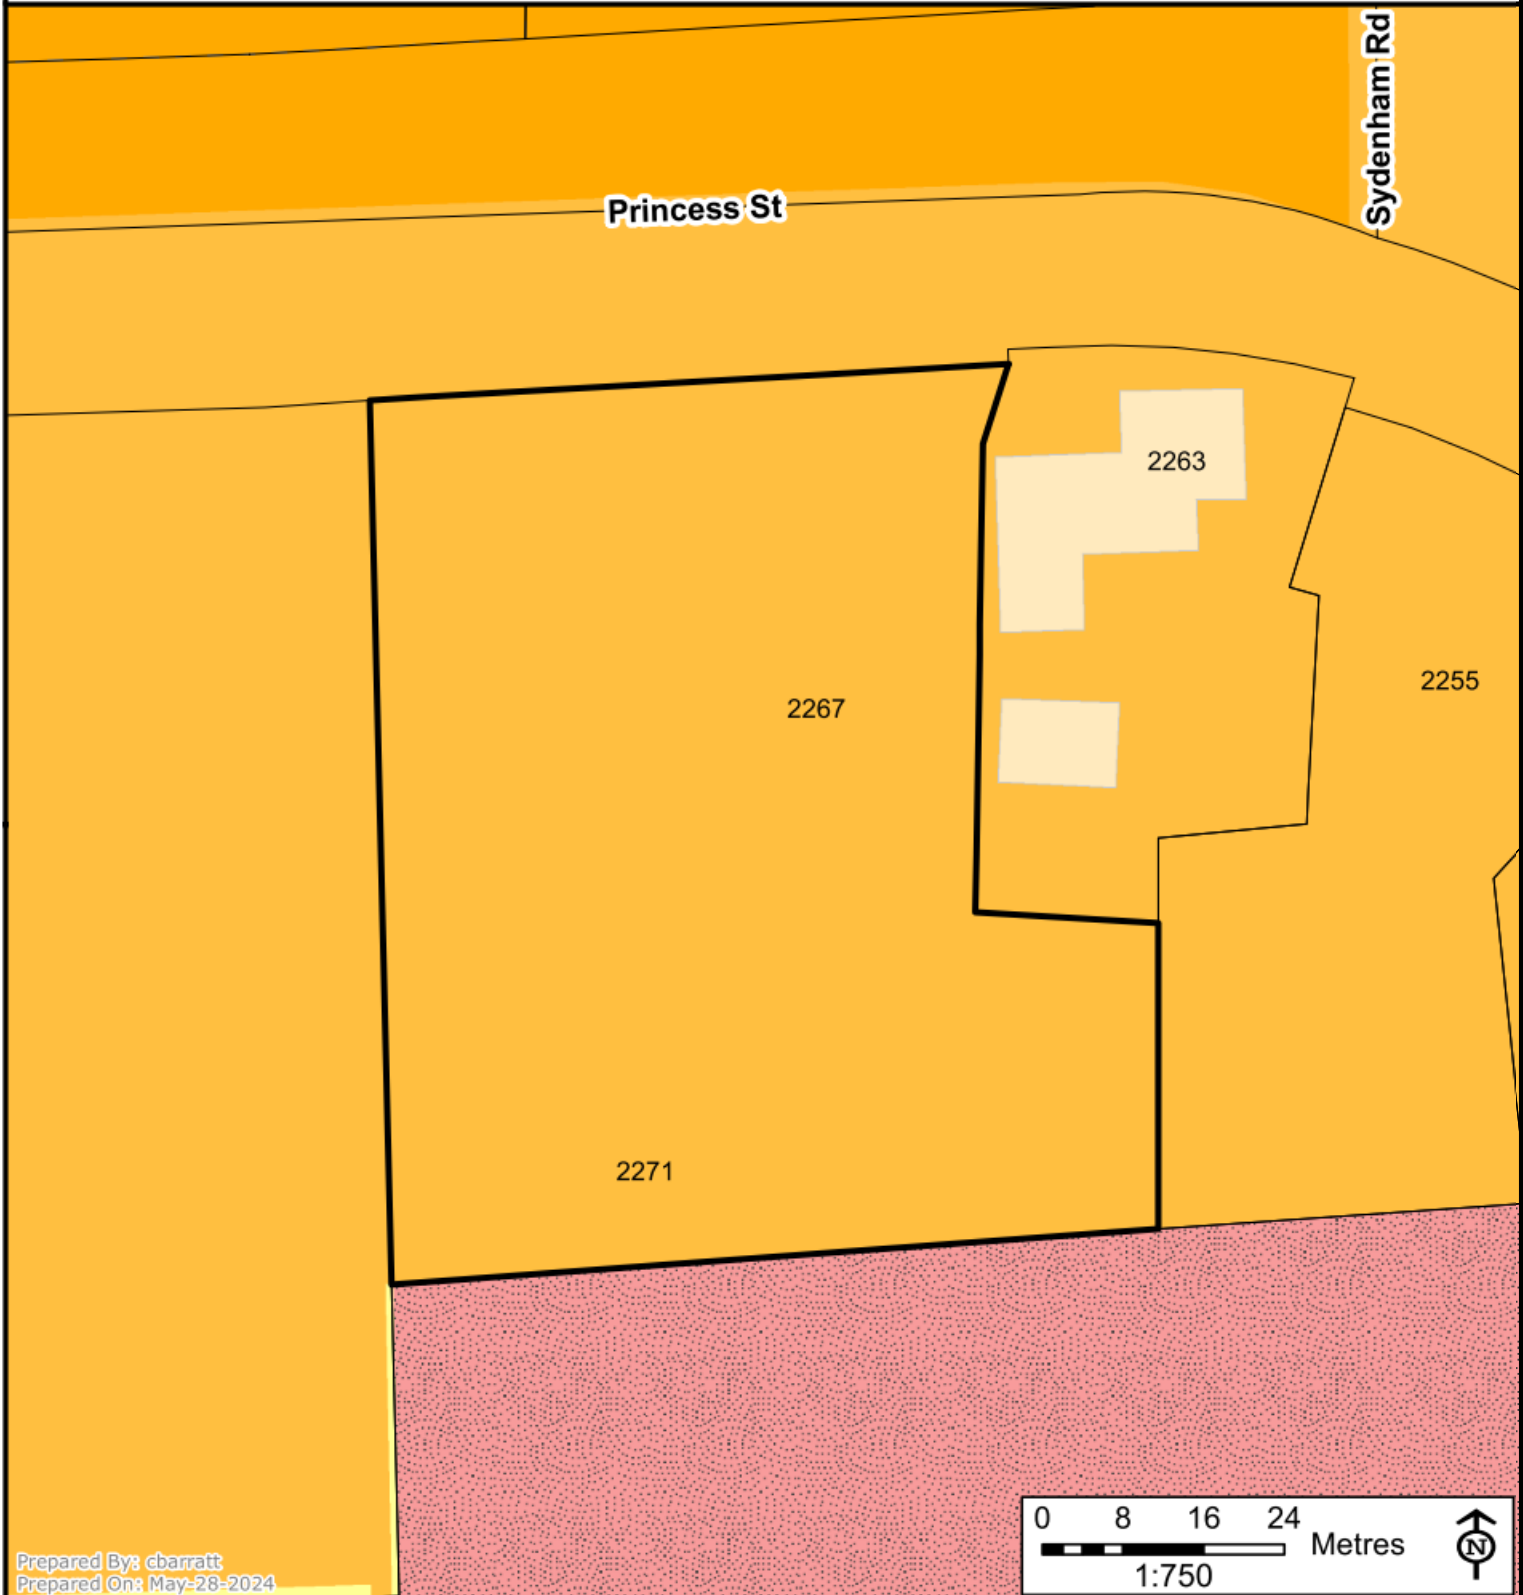 Sydenham Rd
Princess St
2263
2255
2267
2271
0 8 16 24
Metres
N
1:750
Prepared By: cbarratt
Prepared On: May-28-2024